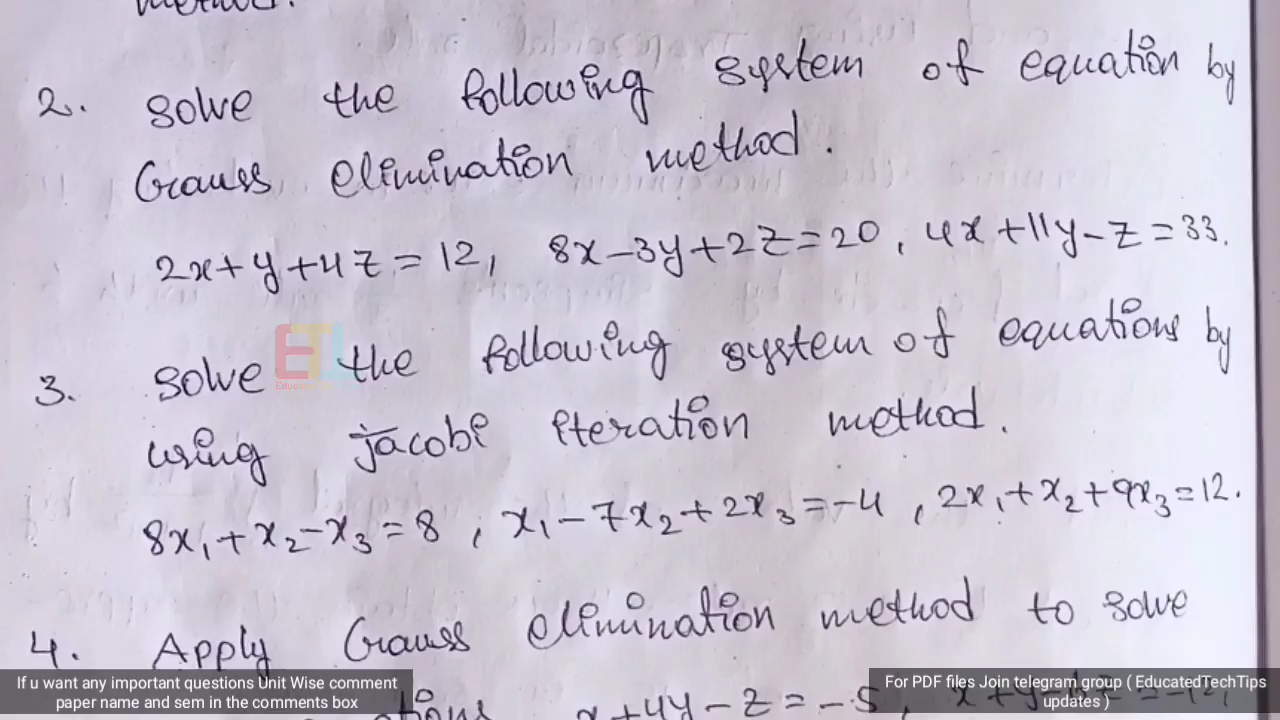 method.
2. solve the following system of equation by
Gauss elimination method.
2x+y+4z=12, 8x-3y+2z=20, 4x+11y-z=33.
3. solve the following system of equations by
using jacobi iteration method.
8x₁+x₂-x₃=8, x₁-7x₂+2x₃=-4, 2x₁+x₂+9x₃=12.
4. Apply Gauss elimination method to solve
x+4y-z=-5,
If u want any important questions Unit Wise comment
paper name and sem in the comments box
For PDF files Join telegram group ( EducatedTechTips
updates )